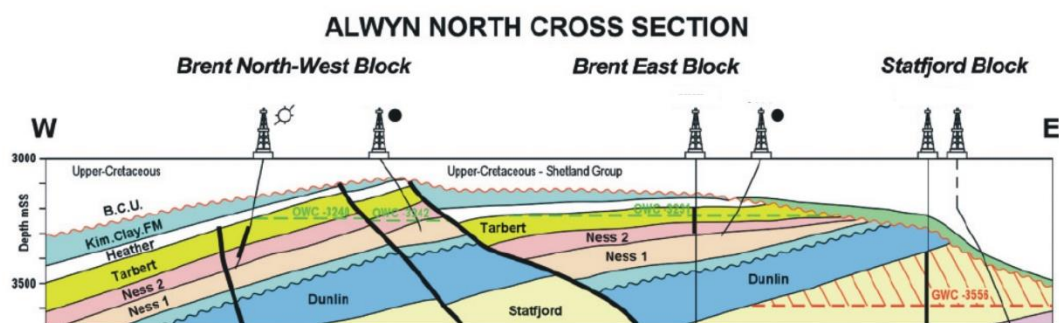 ALWYN NORTH CROSS SECTION
Brent North-West Block
Brent East Block
Statfjord Block
W
E
3000
Upper-Cretaceous
Upper-Cretaceous - Shetland Group
Depth mSS
B.C.U.
Kim.Clay.FM
Heather
Tarbert
Ness 2
Ness 1
OWC -3242
Tarbert
Ness 2
Ness 1
3500
Dunlin
Statfjord
Dunlin
GWC -3556